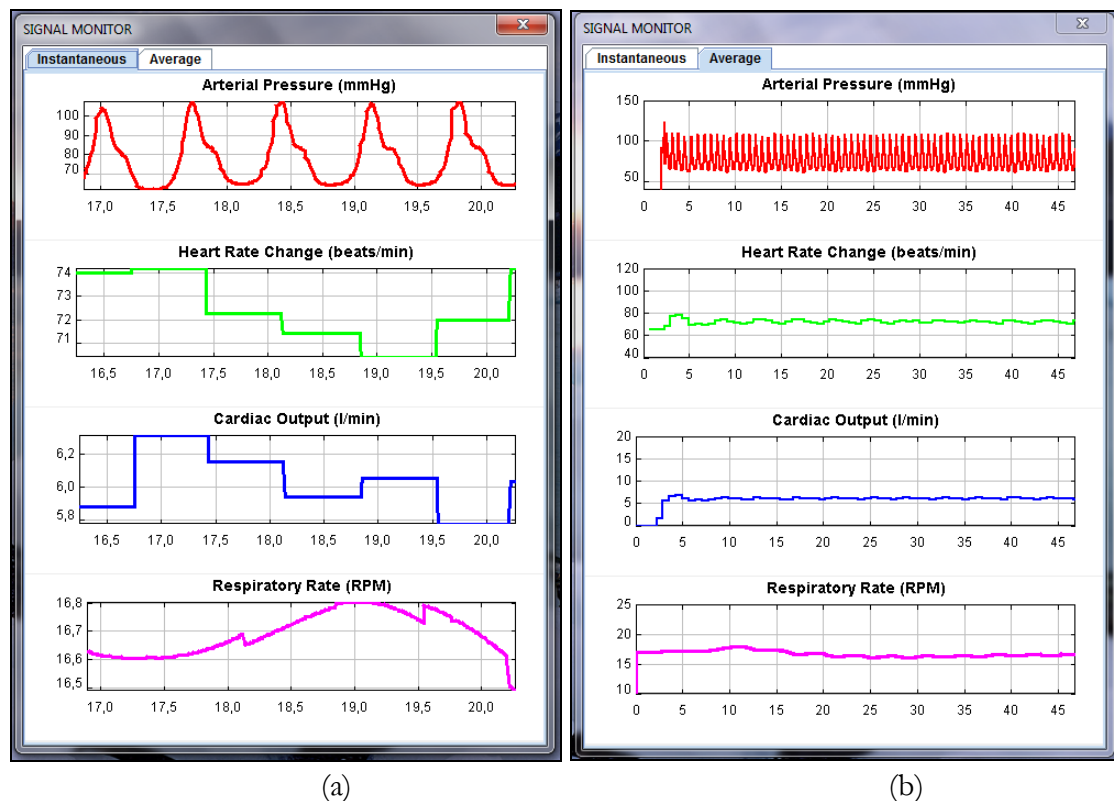 SIGNAL MONITOR
Instantaneous Average
Arterial Pressure (mmHg)
100
90
80
70
17,0 17,5 18,0 18,5 19,0 19,5 20,0
Heart Rate Change (beats/min)
74
73
72
71
16,5 17,0 17,5 18,0 18,5 19,0 19,5 20,0
Cardiac Output (l/min)
6,2
6,0
5,8
16,5 17,0 17,5 18,0 18,5 19,0 19,5 20,0
Respiratory Rate (RPM)
16,8
16,7
16,6
16,5
17,0 17,5 18,0 18,5 19,0 19,5 20,0
(a)
SIGNAL MONITOR
Instantaneous Average
Arterial Pressure (mmHg)
150
100
50
0 5 10 15 20 25 30 35 40 45
Heart Rate Change (beats/min)
120
100
80
60
40
0 5 10 15 20 25 30 35 40 45
Cardiac Output (l/min)
20
15
10
5
0
0 5 10 15 20 25 30 35 40 45
Respiratory Rate (RPM)
25
20
15
10
0 5 10 15 20 25 30 35 40 45
(b)